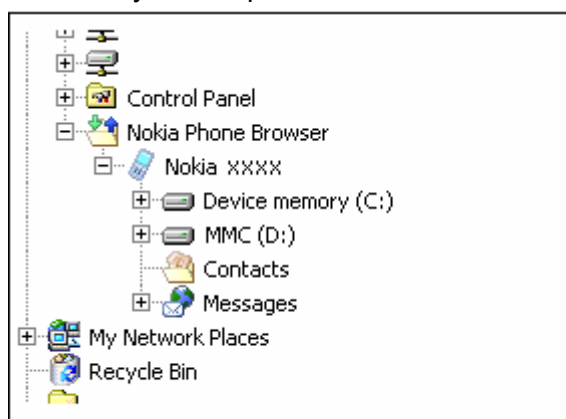 Control Panel
Nokia Phone Browser
Nokia xxxx
Device memory (C:)
MMC (D:)
Contacts
Messages
My Network Places
Recycle Bin